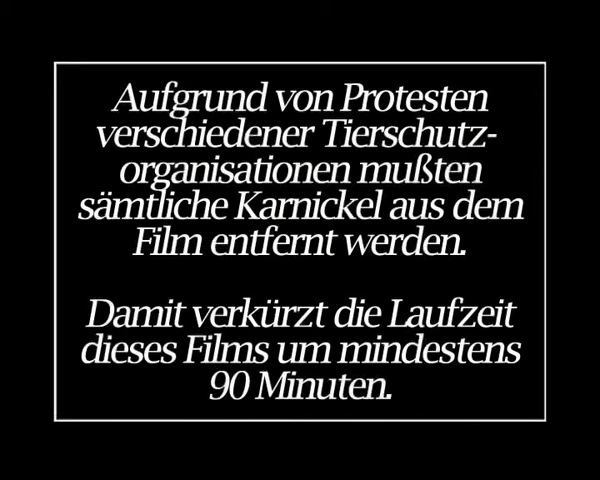 Aufgrund von Protesten
verschiedener Tierschutz-
organisationen mußten
sämtliche Karnickel aus dem
Film entfernt werden.
Damit verkürzt die Laufzeit
dieses Films um mindestens
90 Minuten.